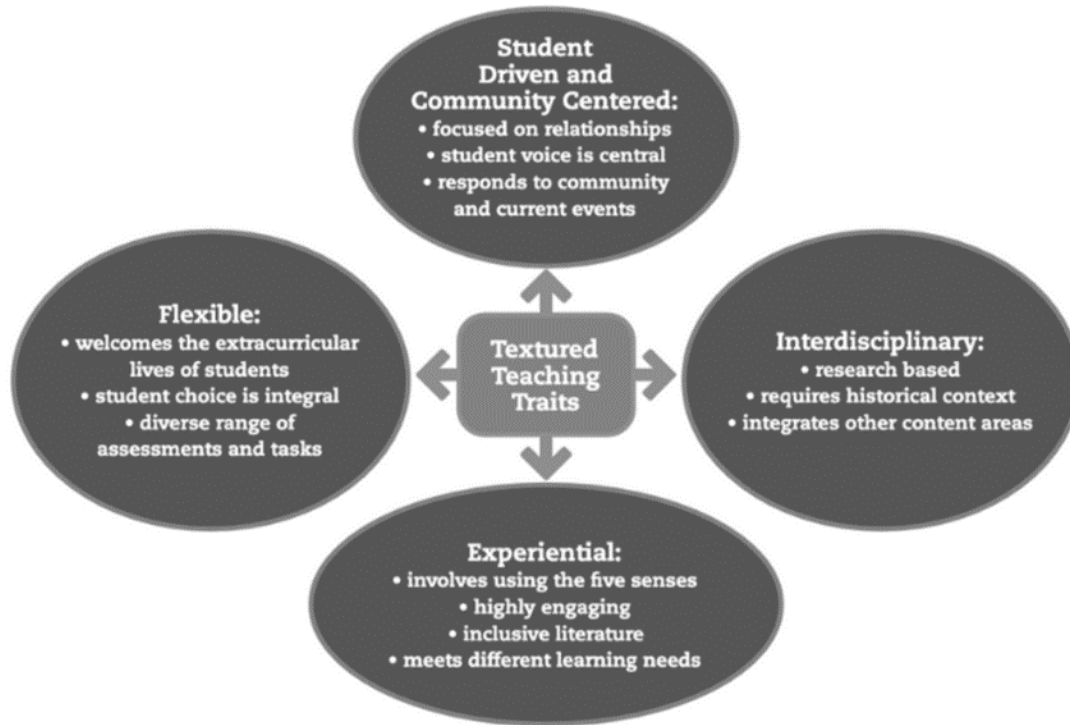 Student
Driven and
Community Centered:
• focused on relationships
• student voice is central
• responds to community
and current events
Flexible:
• welcomes the extracurricular
lives of students
• student choice is integral
• diverse range of
assessments and tasks
Textured
Teaching
Traits
Interdisciplinary:
• research based
• requires historical context
• integrates other content areas
Experiential:
• involves using the five senses
• highly engaging
• inclusive literature
• meets different learning needs